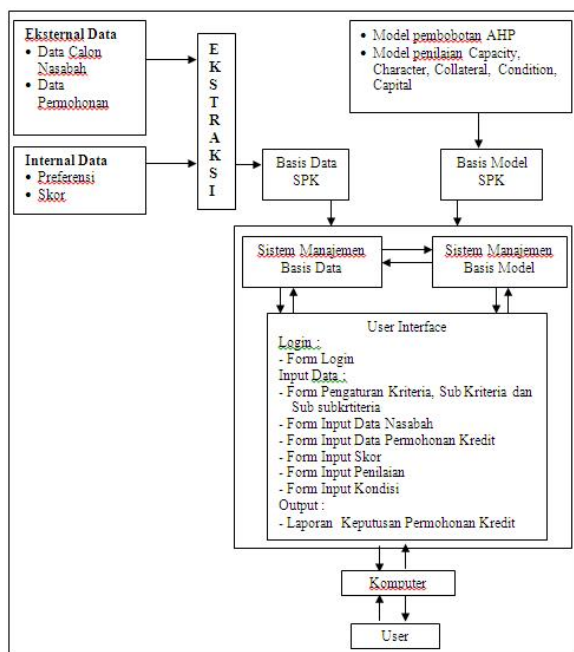 Eksternal Data
• Data Calon
Nasabah
• Data
Permohonan
Internal Data
• Preferensi
• Skor
E
K
S
T
R
A
K
S
I
• Model pembobotan AHP
• Model penilaian Capacity,
Character, Collateral, Condition,
Capital
Basis Data
SPK
Basis Model
SPK
Sistem Manajemen
Basis Data
Sistem Manajemen
Basis Model
User Interface
Login :
- Form Login
Input Data :
- Form Pengaturan Kriteria, Sub Kriteria dan
Sub subkrtiteria
- Form Input Data Nasabah
- Form Input Data Permohonan Kredit
- Form Input Skor
- Form Input Penilaian
- Form Input Kondisi
Output :
- Laporan Keputusan Permohonan Kredit
Komputer
User